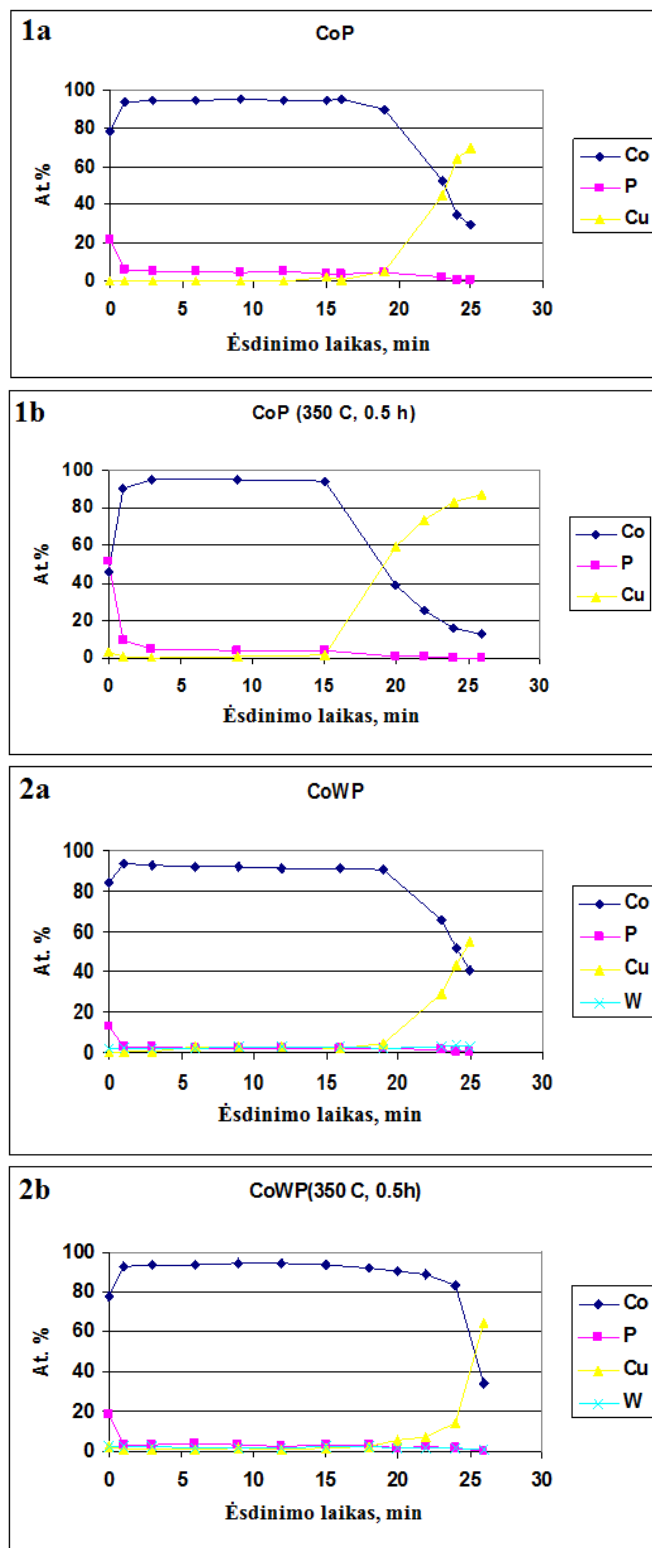 1a
CoP
100
80
60
40
20
0
At.%
0 5 10 15 20 25 30
Ėsdinimo laikas, min
Co
P
Cu
1b
CoP (350 C, 0.5 h)
100
80
60
40
20
0
At.%
0 5 10 15 20 25 30
Ėsdinimo laikas, min
Co
P
Cu
2a
CoWP
100
80
60
40
20
0
At. %
0 5 10 15 20 25 30
Ėsdinimo laikas, min
Co
P
Cu
W
2b
CoWP(350 C, 0.5h)
100
80
60
40
20
0
At. %
0 5 10 15 20 25 30
Ėsdinimo laikas, min
Co
P
Cu
W